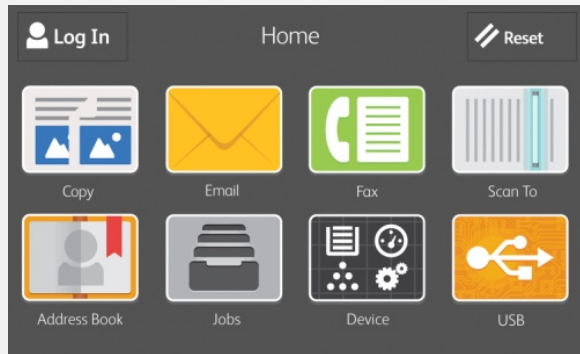 Log In
Home
Reset
Copy
Email
Fax
Scan To
Address Book
Jobs
Device
USB